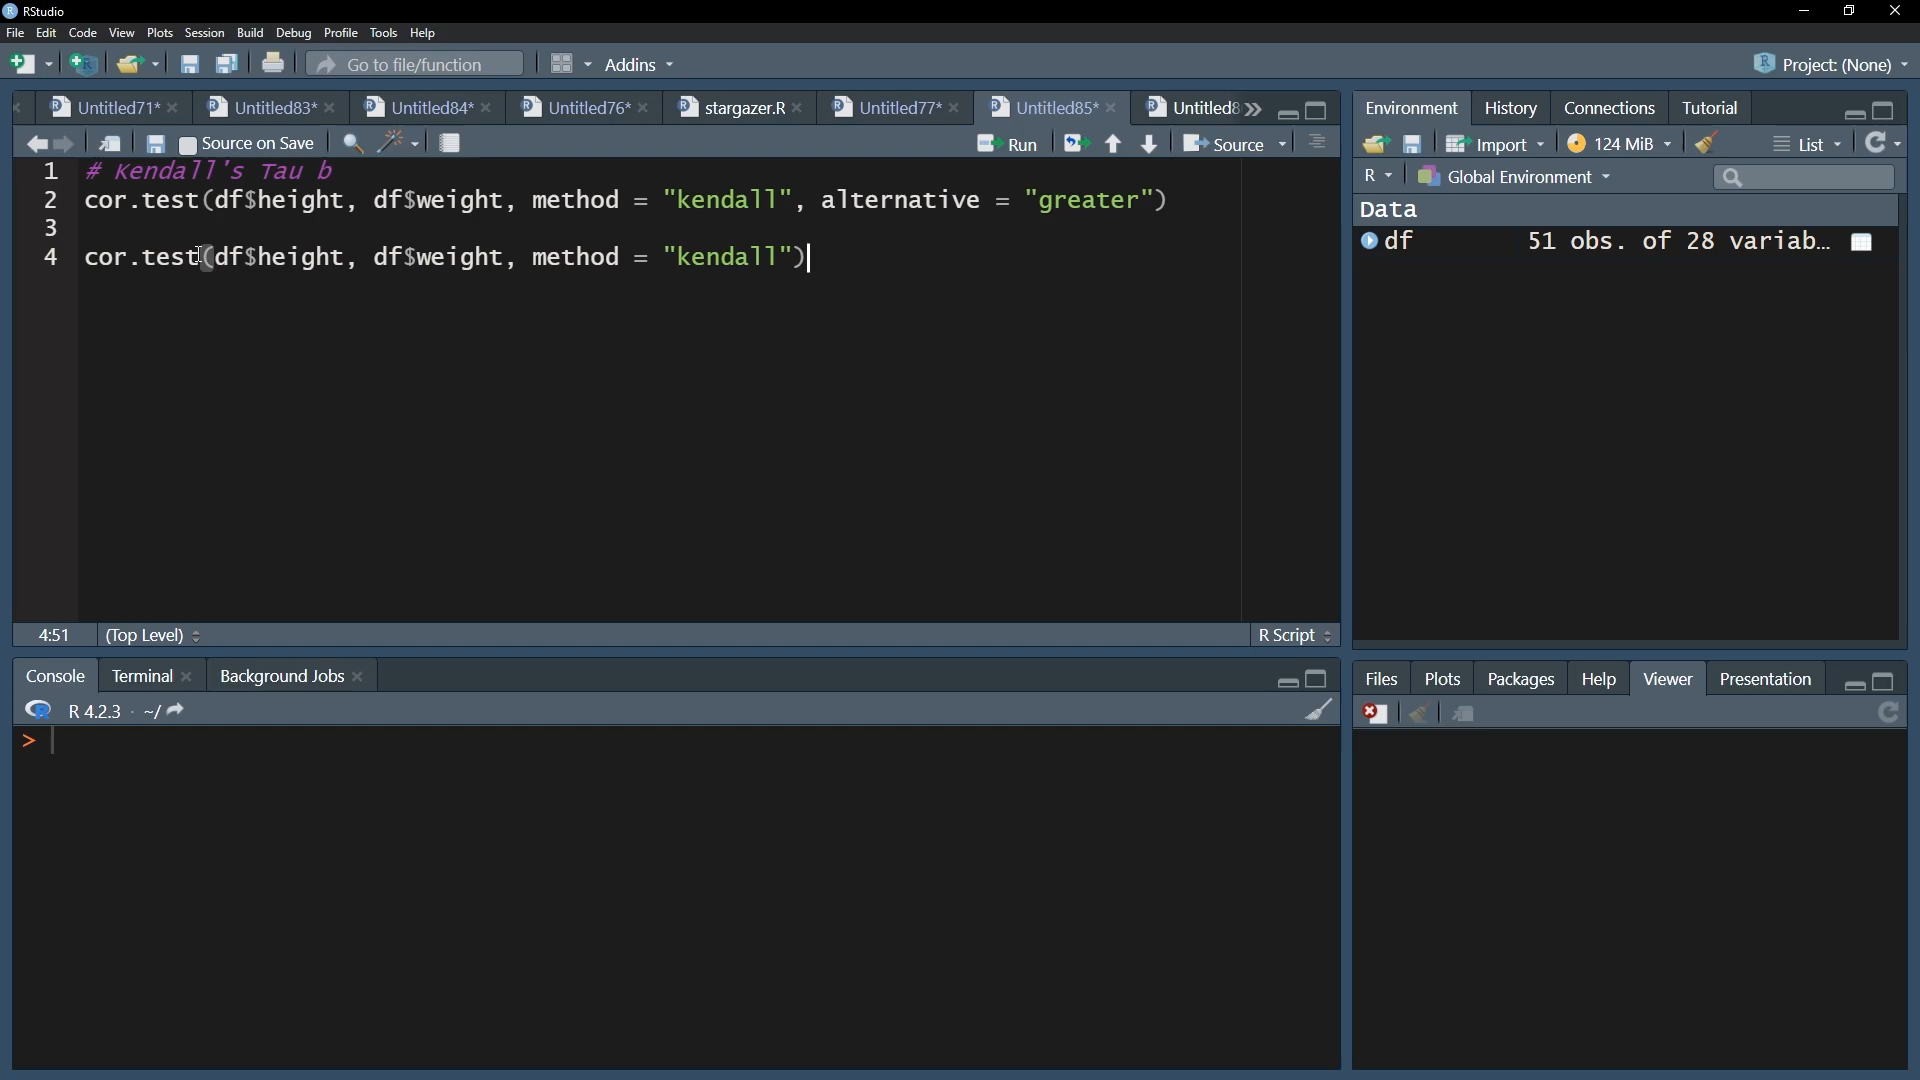 RStudio
File Edit Code View Plots Session Build Debug Profile Tools Help
Go to file/function Addins Project: (None)
Untitled71* Untitled83* Untitled84* Untitled76* stargazer.R Untitled77* Untitled85* Untitled8
Source on Save Run Source
1 # Kendall's Tau b
2 cor.test(df$height, df$weight, method = "kendall", alternative = "greater")
3
4 cor.test(df$height, df$weight, method = "kendall")
4:51 (Top Level) R Script
Console Terminal Background Jobs
R 4.2.3 · ~/
>
Environment History Connections Tutorial
Import 124 MiB List
R Global Environment
Data
df 51 obs. of 28 variab…
Files Plots Packages Help Viewer Presentation